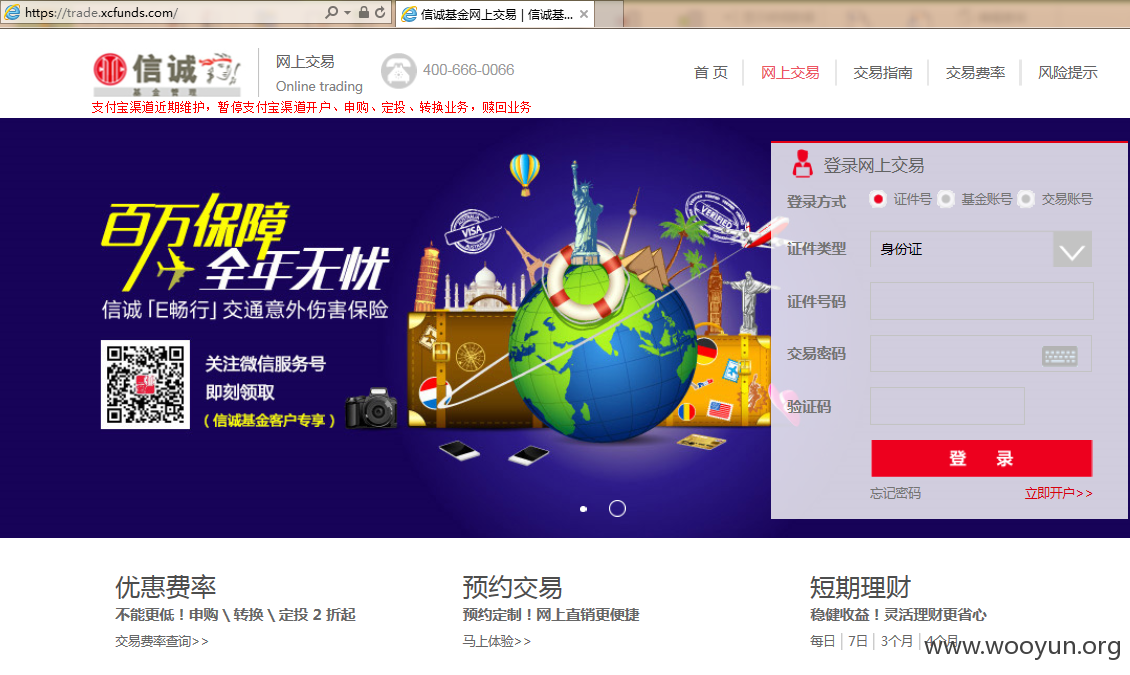 https://trade.xcfunds.com/
信诚基金网上交易 | 信诚基...
信诚
基金管理
网上交易
Online trading
400-666-0066
首 页
网上交易
交易指南
交易费率
风险提示
支付宝渠道近期维护，暂停支付宝渠道开户、申购、定投、转换业务，赎回业务
百万保障
全年无忧
信诚「E畅行」交通意外伤害保险
关注微信服务号
即刻领取
（信诚基金客户专享）
AUSTRALIA
VISA
VERIFIED
登录网上交易
登录方式
证件号
基金账号
交易账号
证件类型
身份证
证件号码
交易密码
验证码
登 录
忘记密码
立即开户>>
优惠费率
不能更低！申购 \ 转换 \ 定投 2 折起
交易费率查询>>
预约交易
预约定制！网上直销更便捷
马上体验>>
短期理财
稳健收益！灵活理财更省心
每日 | 7日 | 3个月 | 4个月
www.wooyun.org